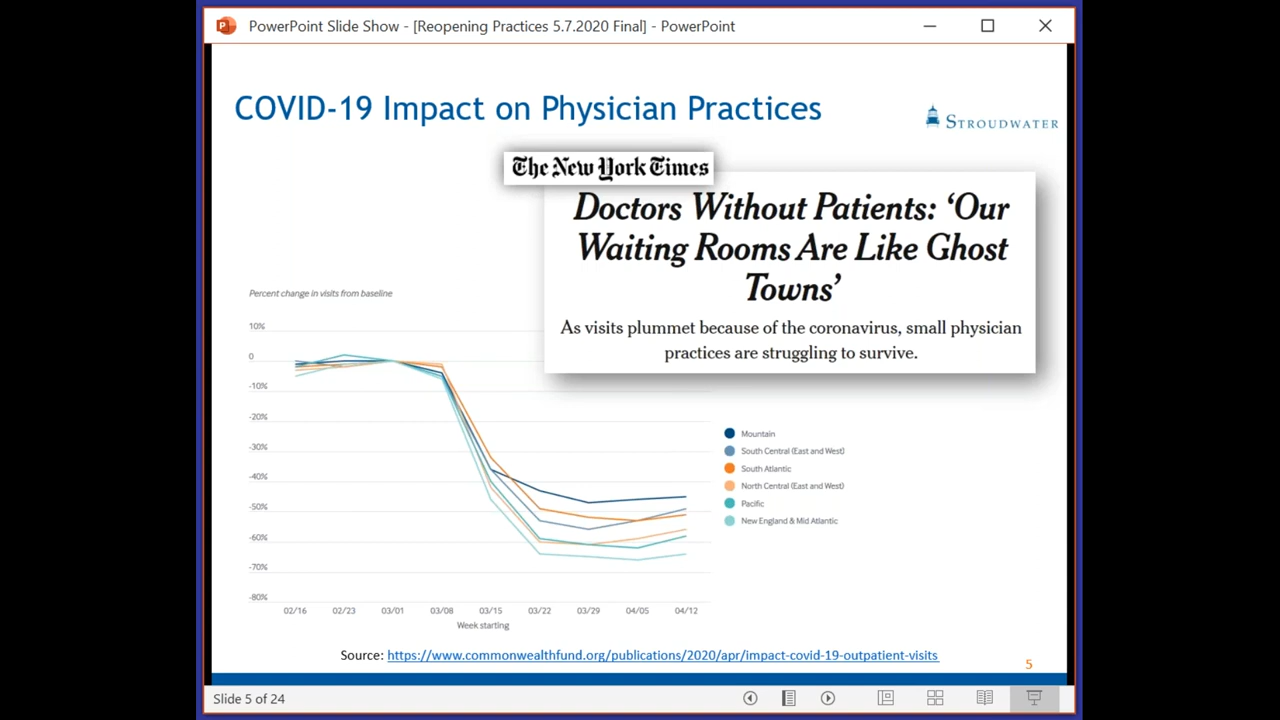 PowerPoint Slide Show - [Reopening Practices 5.7.2020 Final] - PowerPoint
COVID-19 Impact on Physician Practices
STROUDWATER
The New York Times
Doctors Without Patients: ‘Our
Waiting Rooms Are Like Ghost
Towns’
As visits plummet because of the coronavirus, small physician
practices are struggling to survive.
Percent change in visits from baseline
10%
0
-10%
-20%
-30%
-40%
-50%
-60%
-70%
-80%
02/16 02/23 03/01 03/08 03/15 03/22 03/29 04/05 04/12
Week starting
Mountain
South Central (East and West)
South Atlantic
North Central (East and West)
Pacific
New England & Mid Atlantic
Source: https://www.commonwealthfund.org/publications/2020/apr/impact-covid-19-outpatient-visits
5
Slide 5 of 24